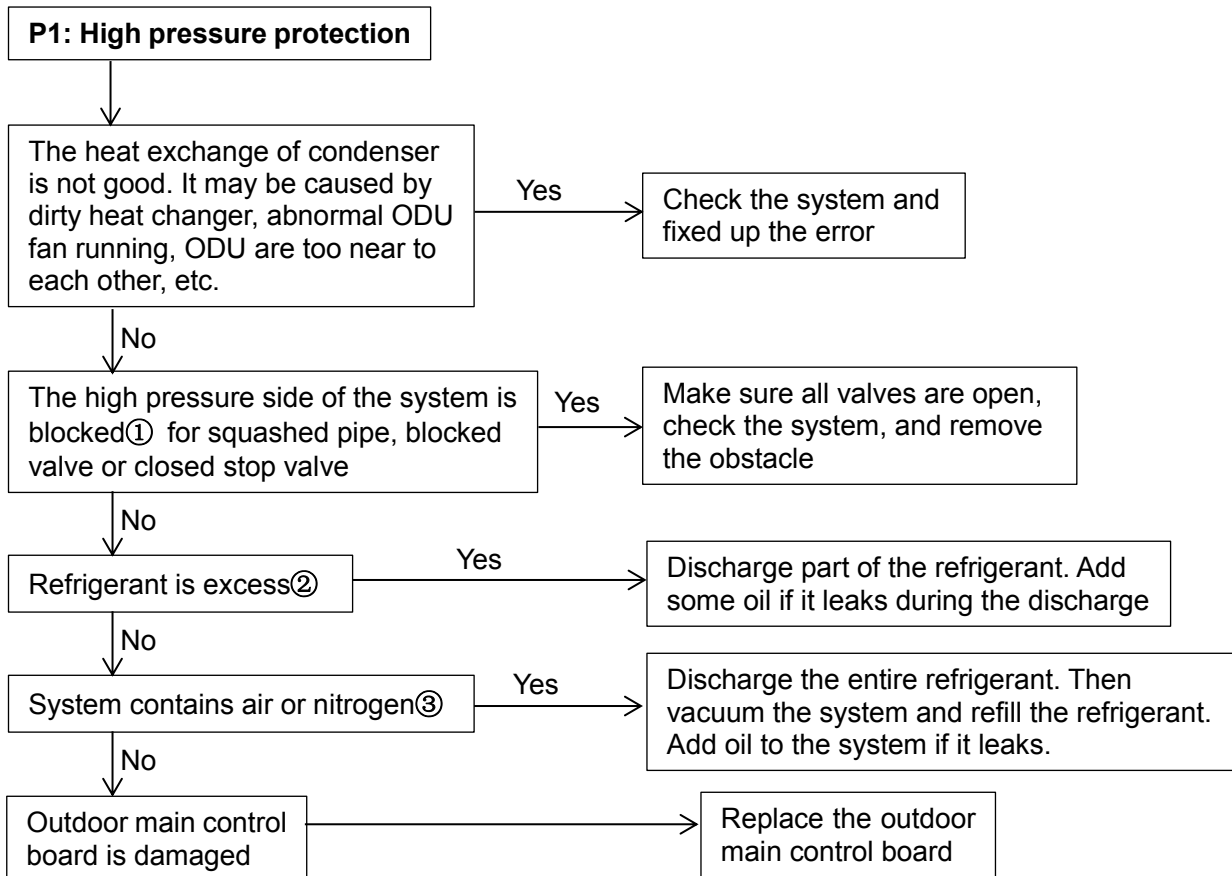 P1: High pressure protection
The heat exchange of condenser
is not good. It may be caused by
dirty heat changer, abnormal ODU
fan running, ODU are too near to
each other, etc.
Yes
Check the system and
fixed up the error
No
The high pressure side of the system is
blocked① for squashed pipe, blocked
valve or closed stop valve
Yes
Make sure all valves are open,
check the system, and remove
the obstacle
No
Refrigerant is excess②
Yes
Discharge part of the refrigerant. Add
some oil if it leaks during the discharge
No
System contains air or nitrogen③
Yes
Discharge the entire refrigerant. Then
vacuum the system and refill the refrigerant.
Add oil to the system if it leaks.
No
Outdoor main control
board is damaged
Replace the outdoor
main control board